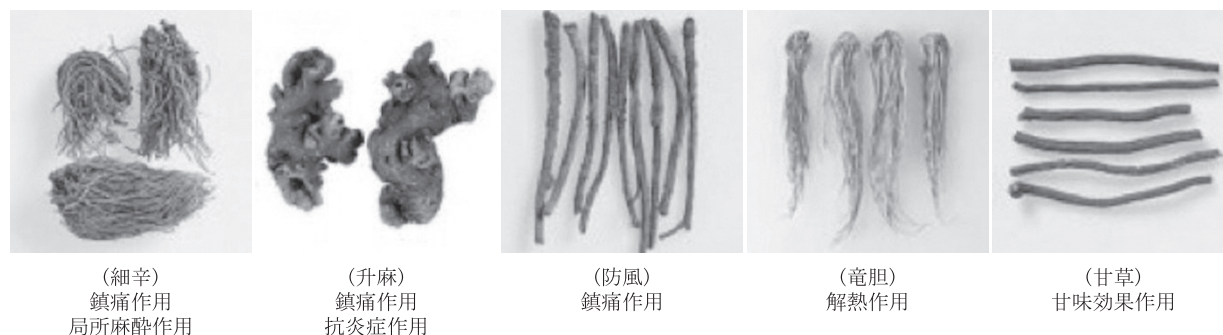 （細辛）
鎮痛作用
局所麻酔作用
（升麻）
鎮痛作用
抗炎症作用
（防風）
鎮痛作用
（竜胆）
解熱作用
（甘草）
甘味効果作用